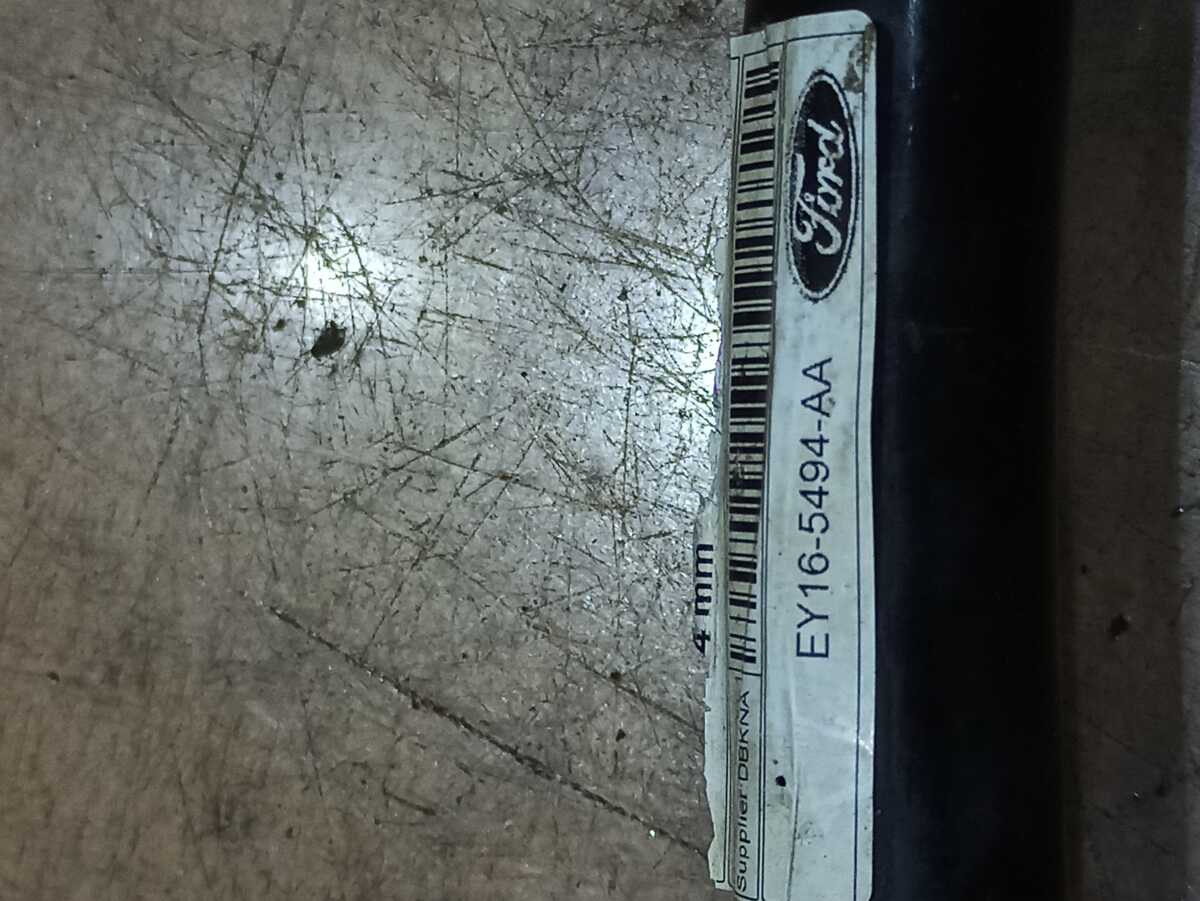 4 mm
Supplier DBKNA
Ford
EY16-5494-AA